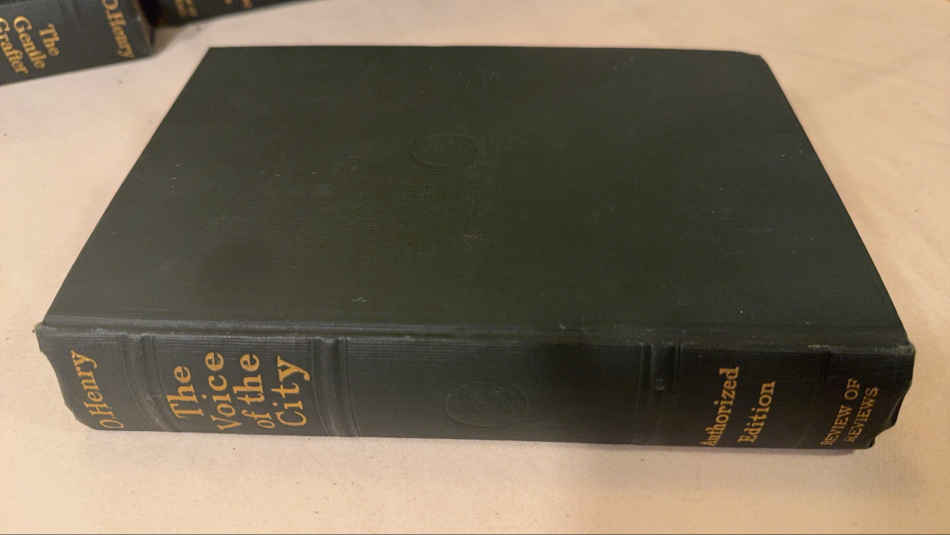 O.Henry
The
Gentle
Grafter
O.Henry
The
Voice
of the
City
Authorized
Edition
REVIEW OF
REVIEWS